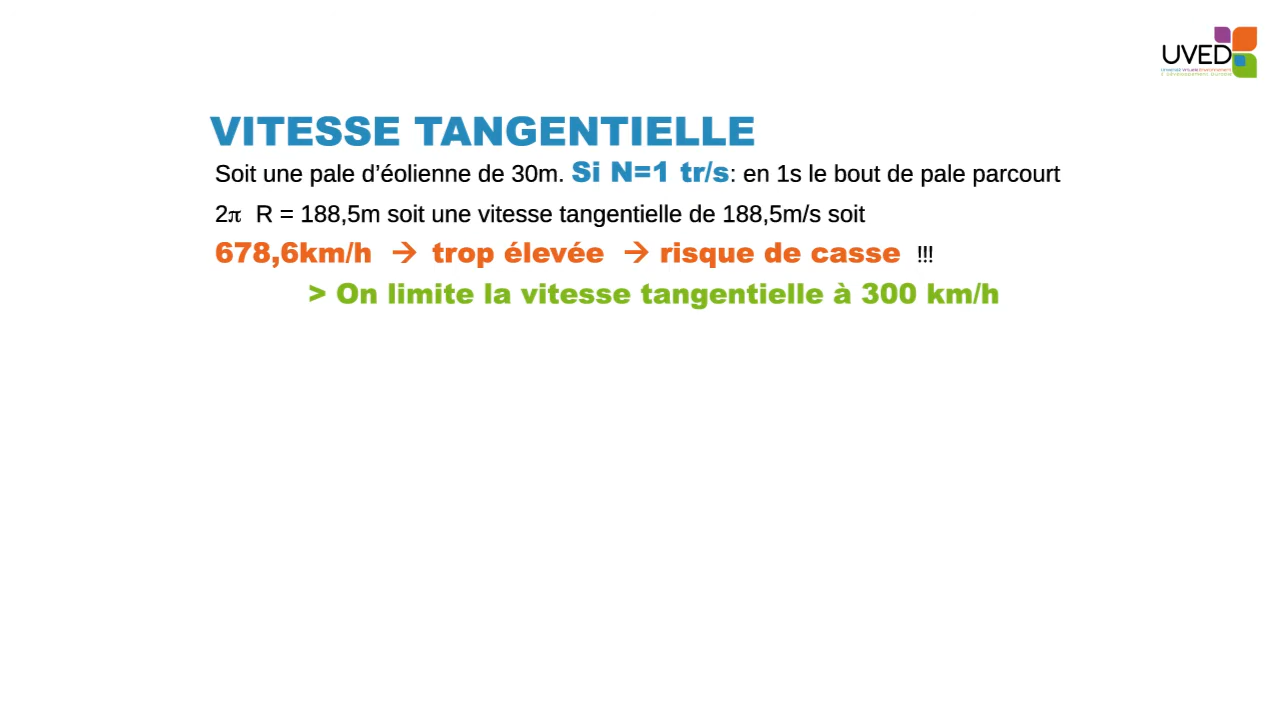 UVED
VITESSE TANGENTIELLE
Soit une pale d’éolienne de 30m. Si N=1 tr/s: en 1s le bout de pale parcourt
2π R = 188,5m soit une vitesse tangentielle de 188,5m/s soit
678,6km/h → trop élevée → risque de casse !!!
> On limite la vitesse tangentielle à 300 km/h